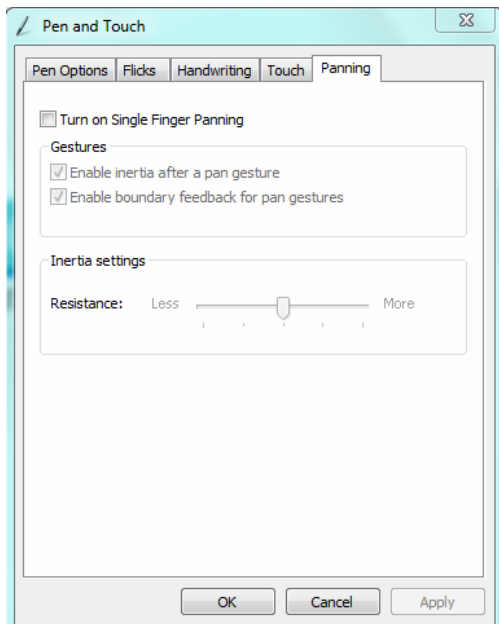 Pen and Touch
Pen Options Flicks Handwriting Touch Panning
Turn on Single Finger Panning
Gestures
Enable inertia after a pan gesture
Enable boundary feedback for pan gestures
Inertia settings
Resistance: Less More
OK Cancel Apply